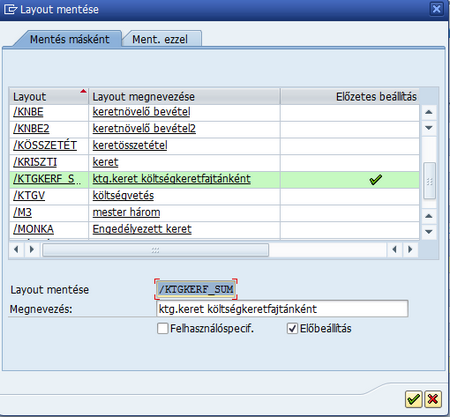 Layout mentése
Mentés másként Ment. ezzel
Layout Layout megnevezése Előzetes beállítás
/KNBE keretnövelő bevétel
/KNBE2 keretnövelő bevétel2
/KÖSSZETÉT keretösszetétel
/KRISZTI keret
/KTGKERF_S... ktg.keret költségkeretfajtánként
/KTGV költségvetés
/M3 mester három
/MONKA Engedélyezett keret
Layout mentése /KTGKERF_SUM
Megnevezés: ktg.keret költségkeretfajtánként
Felhasználóspecif. Előbeállítás